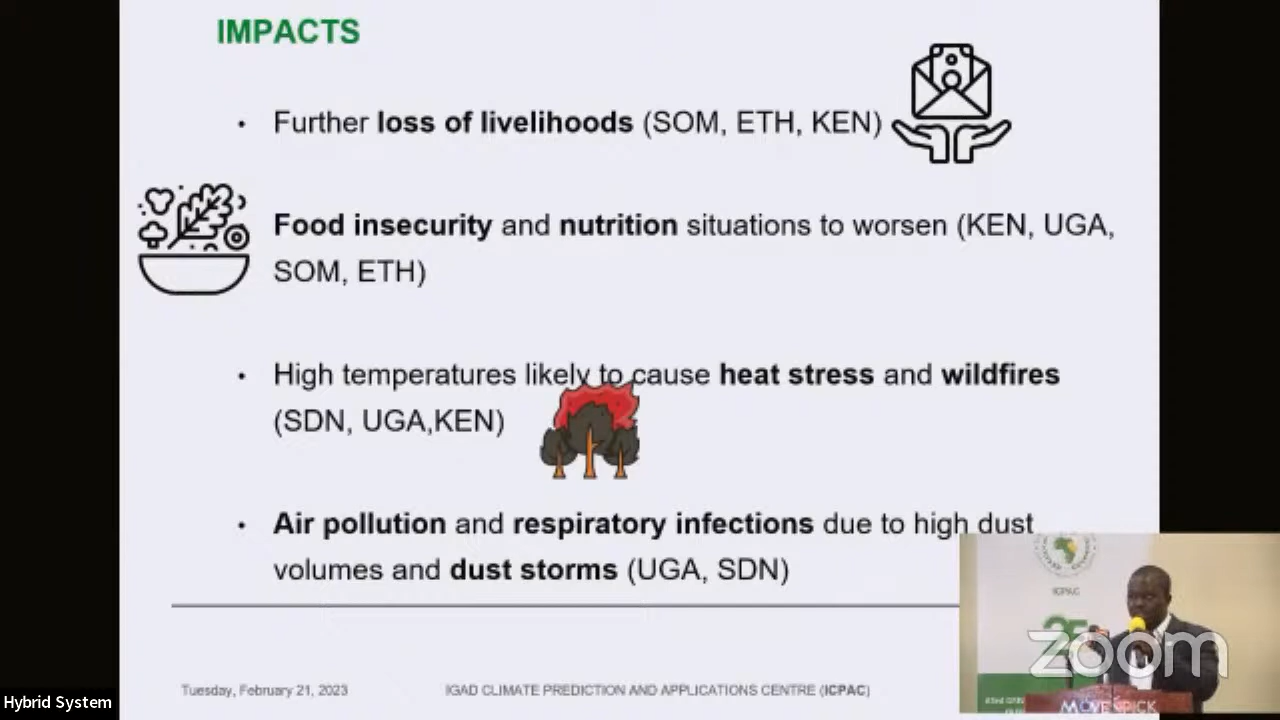 IMPACTS
• Further loss of livelihoods (SOM, ETH, KEN)
Food insecurity and nutrition situations to worsen (KEN, UGA,
SOM, ETH)
• High temperatures likely to cause heat stress and wildfires
(SDN, UGA,KEN)
• Air pollution and respiratory infections due to high dust
volumes and dust storms (UGA, SDN)
Tuesday, February 21, 2023
IGAD CLIMATE PREDICTION AND APPLICATIONS CENTRE (ICPAC)
ICPAC
25
zoom
MÖVENPICK
Hybrid System